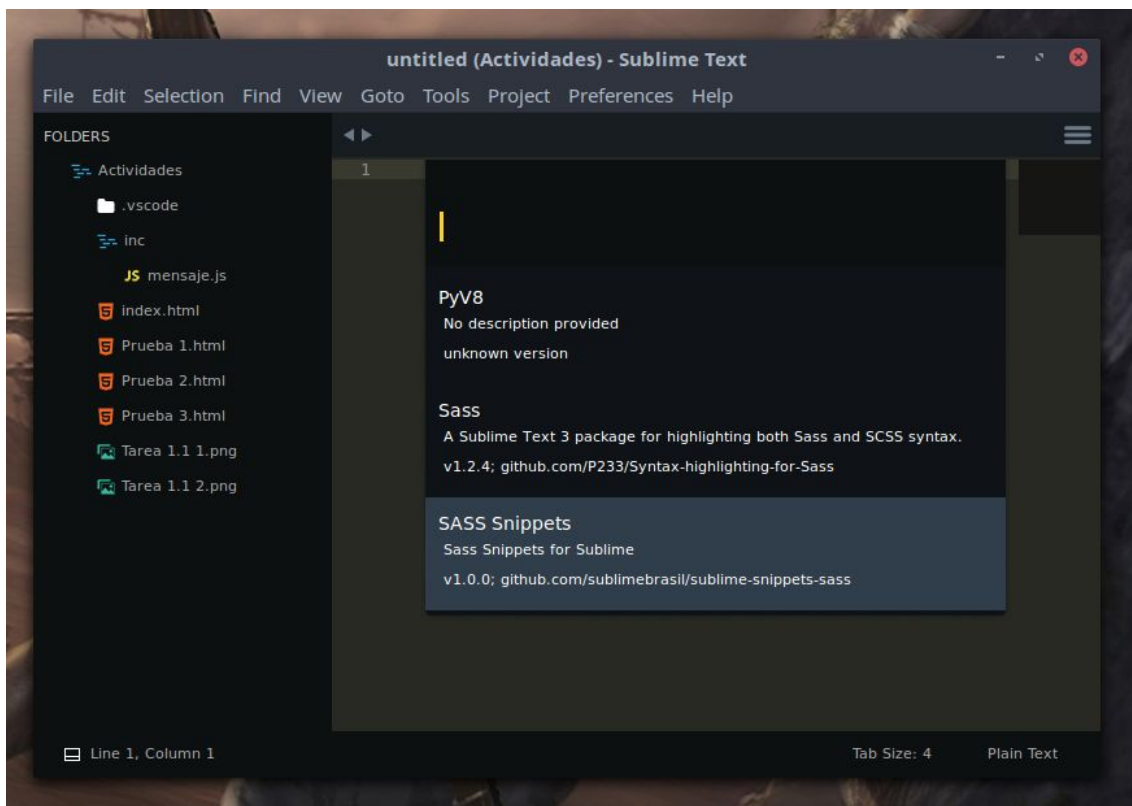 untitled (Actividades) - Sublime Text
File Edit Selection Find View Goto Tools Project Preferences Help
FOLDERS
Actividades
.vscode
inc
JS mensaje.js
index.html
Prueba 1.html
Prueba 2.html
Prueba 3.html
Tarea 1.1 1.png
Tarea 1.1 2.png
1
PyV8
No description provided
unknown version
Sass
A Sublime Text 3 package for highlighting both Sass and SCSS syntax.
v1.2.4; github.com/P233/Syntax-highlighting-for-Sass
SASS Snippets
Sass Snippets for Sublime
v1.0.0; github.com/sublimebrasil/sublime-snippets-sass
Line 1, Column 1
Tab Size: 4
Plain Text